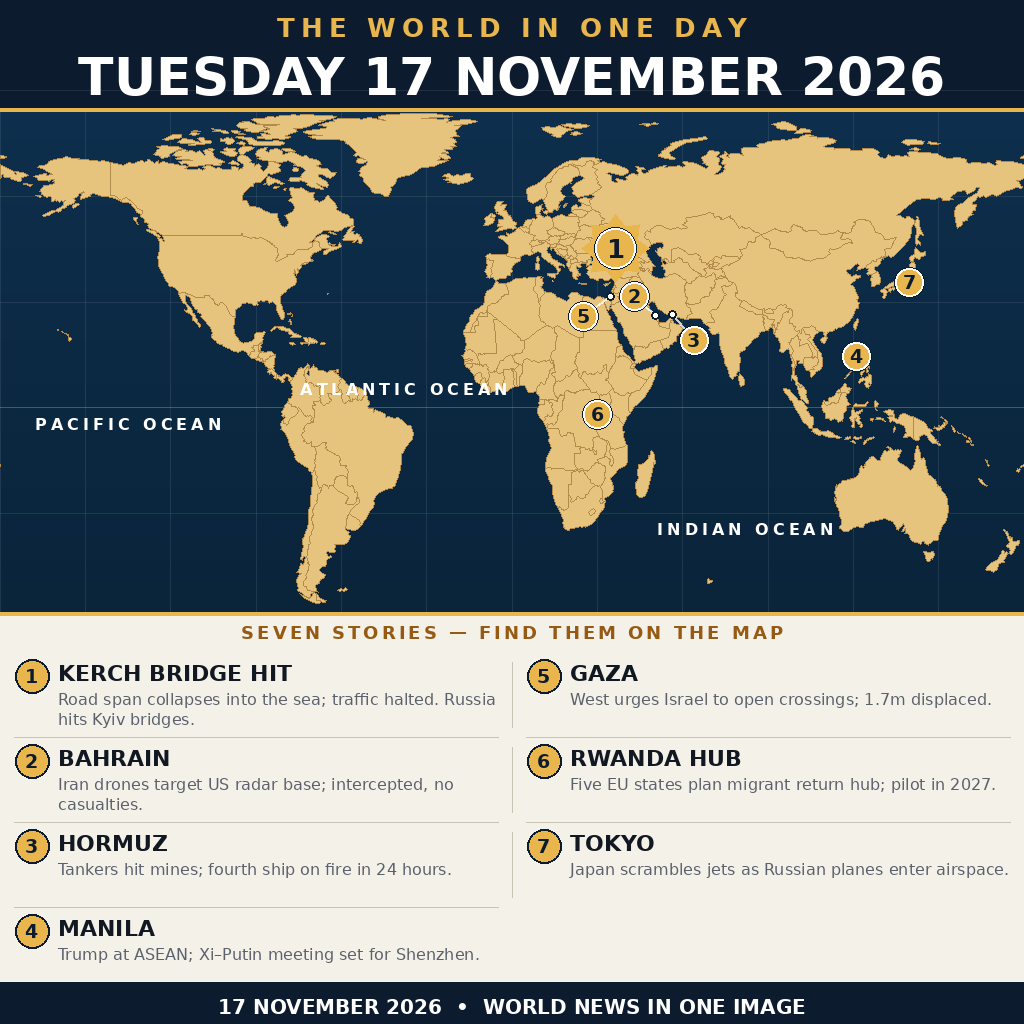 THE WORLD IN ONE DAY
TUESDAY 17 NOVEMBER 2026
1
2
7
5
3
4
ATLANTIC OCEAN
6
PACIFIC OCEAN
INDIAN OCEAN
SEVEN STORIES — FIND THEM ON THE MAP
1 KERCH BRIDGE HIT
Road span collapses into the sea; traffic halted. Russia
hits Kyiv bridges.
2 BAHRAIN
Iran drones target US radar base; intercepted, no
casualties.
3 HORMUZ
Tankers hit mines; fourth ship on fire in 24 hours.
4 MANILA
Trump at ASEAN; Xi–Putin meeting set for Shenzhen.
5 GAZA
West urges Israel to open crossings; 1.7m displaced.
6 RWANDA HUB
Five EU states plan migrant return hub; pilot in 2027.
7 TOKYO
Japan scrambles jets as Russian planes enter airspace.
17 NOVEMBER 2026 • WORLD NEWS IN ONE IMAGE